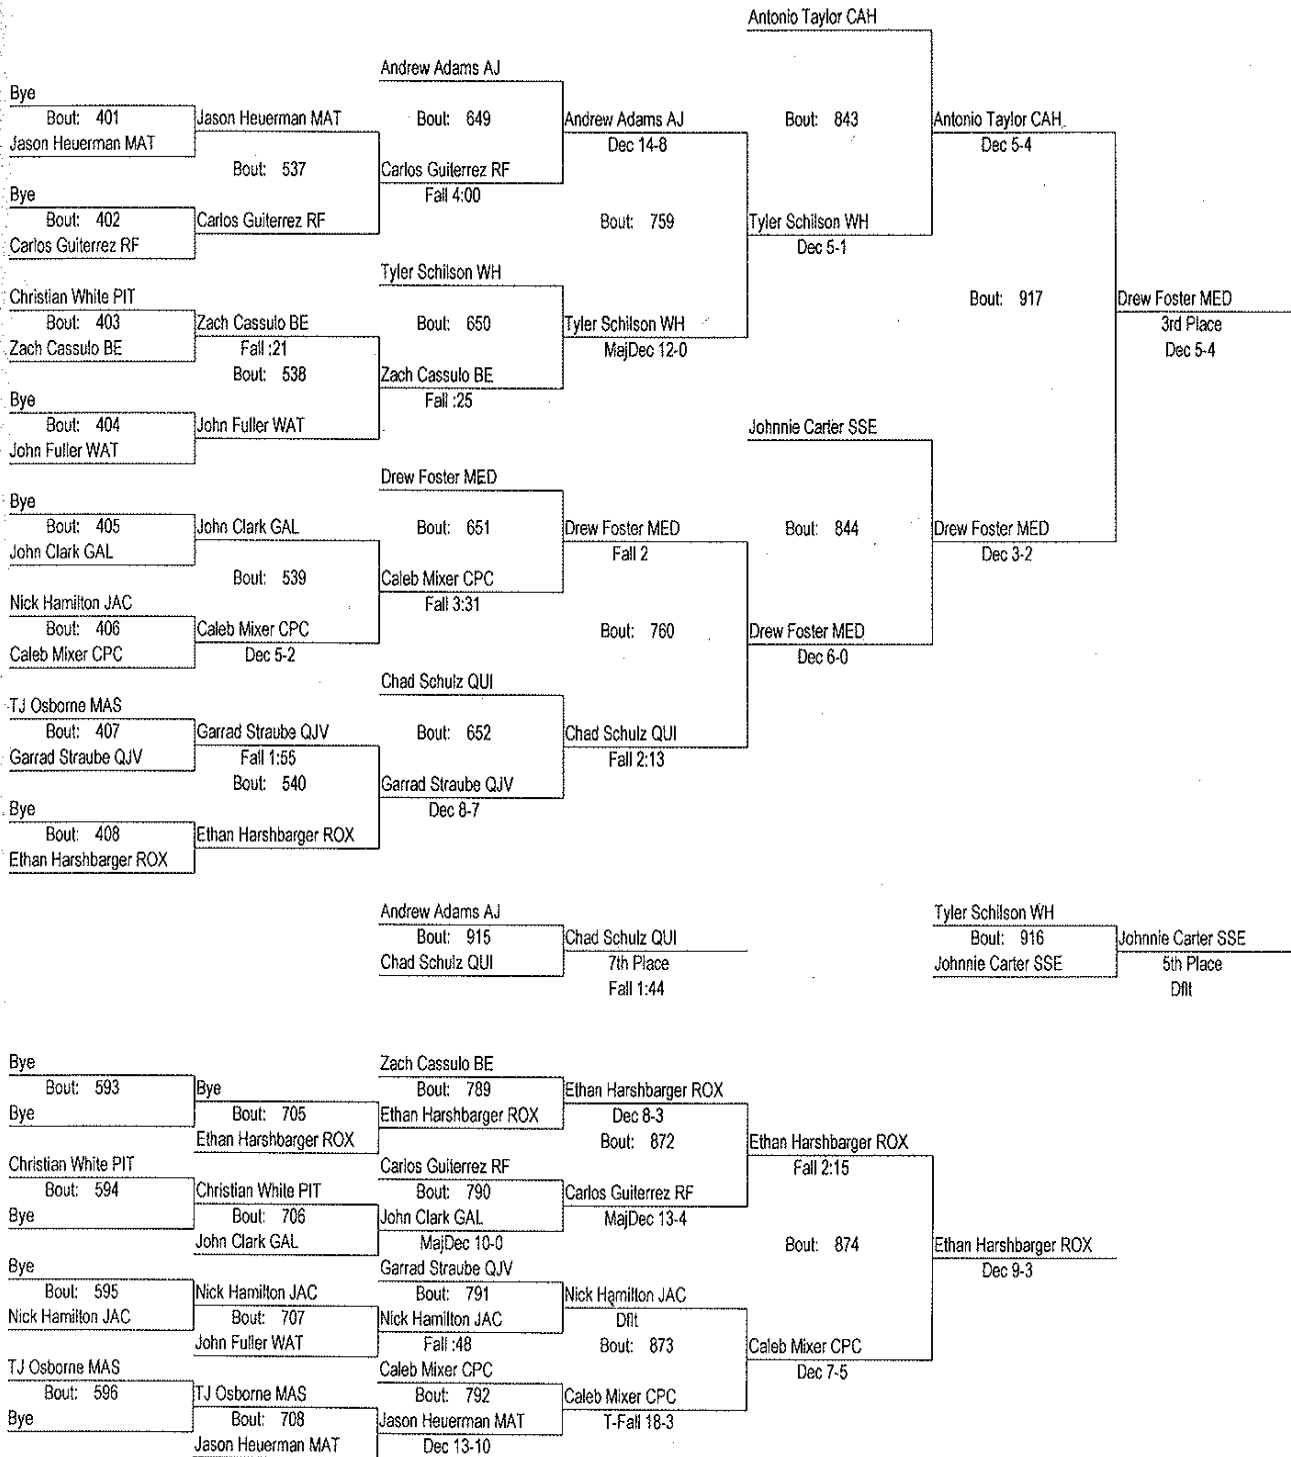 Antonio Taylor CAH
Andrew Adams AJ
Bye
Bout: 401
Jason Heuerman MAT
Bout: 649
Andrew Adams AJ
Bout: 843
Antonio Taylor CAH
Jason Heuerman MAT
Dec 14-8
Dec 5-4
Bout: 537
Carlos Guiterrez RF
Bye
Fall 4:00
Bout: 402
Carlos Guiterrez RF
Bout: 759
Tyler Schilson WH
Carlos Guiterrez RF
Dec 5-1
Tyler Schilson WH
Christian White PIT
Bout: 917
Drew Foster MED
Bout: 403
Zach Cassulo BE
Bout: 650
Tyler Schilson WH
3rd Place
Zach Cassulo BE
Fall :21
MajDec 12-0
Dec 5-4
Bout: 538
Zach Cassulo BE
Bye
Fall :25
Bout: 404
John Fuller WAT
Johnnie Carter SSE
John Fuller WAT
Drew Foster MED
Bye
Bout: 405
John Clark GAL
Bout: 651
Drew Foster MED
Bout: 844
Drew Foster MED
John Clark GAL
Fall 2
Dec 3-2
Bout: 539
Caleb Mixer CPC
Nick Hamilton JAC
Fall 3:31
Bout: 406
Caleb Mixer CPC
Bout: 760
Drew Foster MED
Caleb Mixer CPC
Dec 5-2
Dec 6-0
Chad Schulz QUI
TJ Osborne MAS
Bout: 407
Garrad Straube QJV
Bout: 652
Chad Schulz QUI
Garrad Straube QJV
Fall 1:55
Fall 2:13
Bout: 540
Garrad Straube QJV
Bye
Dec 8-7
Bout: 408
Ethan Harshbarger ROX
Ethan Harshbarger ROX
Andrew Adams AJ
Tyler Schilson WH
Bout: 915
Chad Schulz QUI
Bout: 916
Johnnie Carter SSE
Chad Schulz QUI
7th Place
Johnnie Carter SSE
5th Place
Fall 1:44
Dflt
Bye
Zach Cassulo BE
Bout: 593
Bye
Bout: 789
Ethan Harshbarger ROX
Bye
Bout: 705
Ethan Harshbarger ROX
Dec 8-3
Ethan Harshbarger ROX
Bout: 872
Ethan Harshbarger ROX
Christian White PIT
Carlos Guiterrez RF
Fall 2:15
Bout: 594
Christian White PIT
Bout: 790
Carlos Guiterrez RF
Bye
Bout: 706
John Clark GAL
MajDec 13-4
John Clark GAL
MajDec 10-0
Bout: 874
Ethan Harshbarger ROX
Bye
Garrad Straube QJV
Dec 9-3
Bout: 595
Nick Hamilton JAC
Bout: 791
Nick Hamilton JAC
Nick Hamilton JAC
Bout: 707
Nick Hamilton JAC
Dflt
John Fuller WAT
Fall :48
Bout: 873
Caleb Mixer CPC
TJ Osborne MAS
Caleb Mixer CPC
Dec 7-5
Bout: 596
TJ Osborne MAS
Bout: 792
Caleb Mixer CPC
Bye
Bout: 708
Jason Heuerman MAT
T-Fall 18-3
Jason Heuerman MAT
Dec 13-10